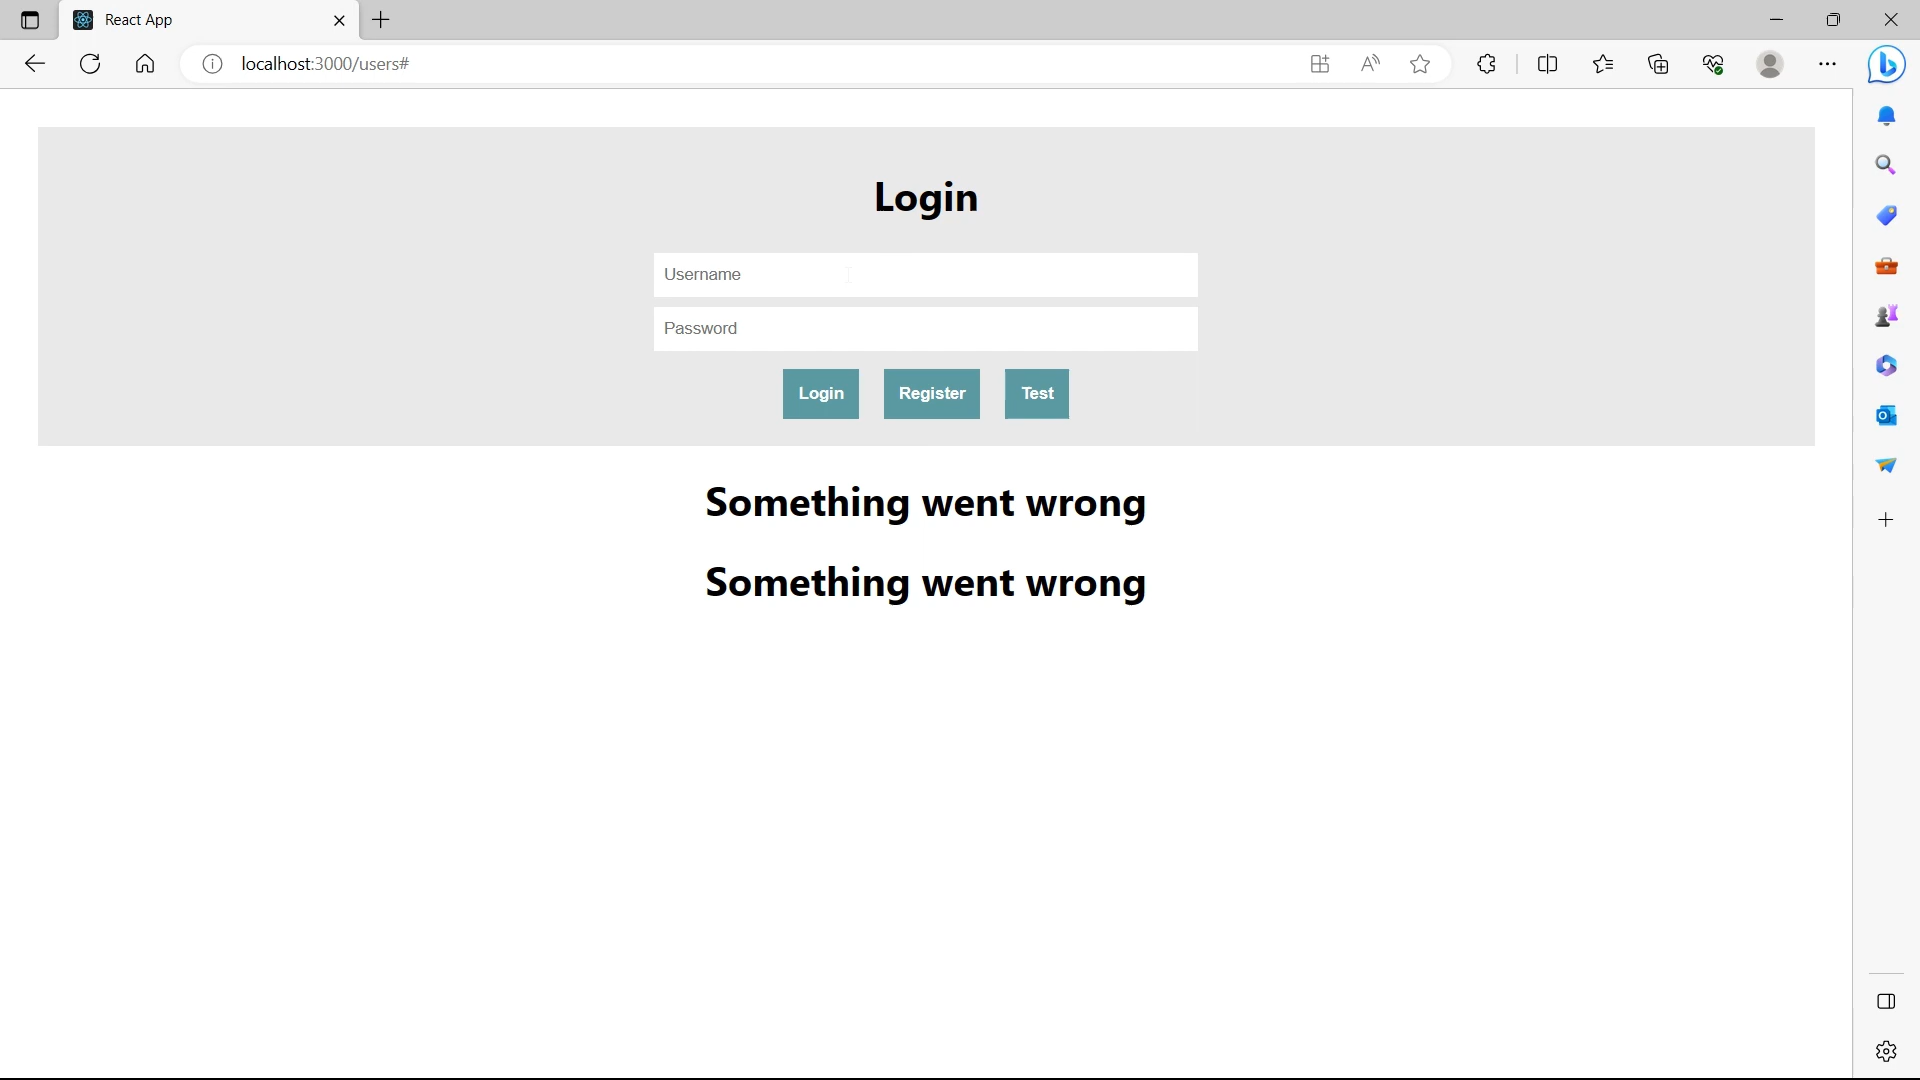 React App
localhost:3000/users#
Login
Username
Password
Login Register Test
Something went wrong
Something went wrong